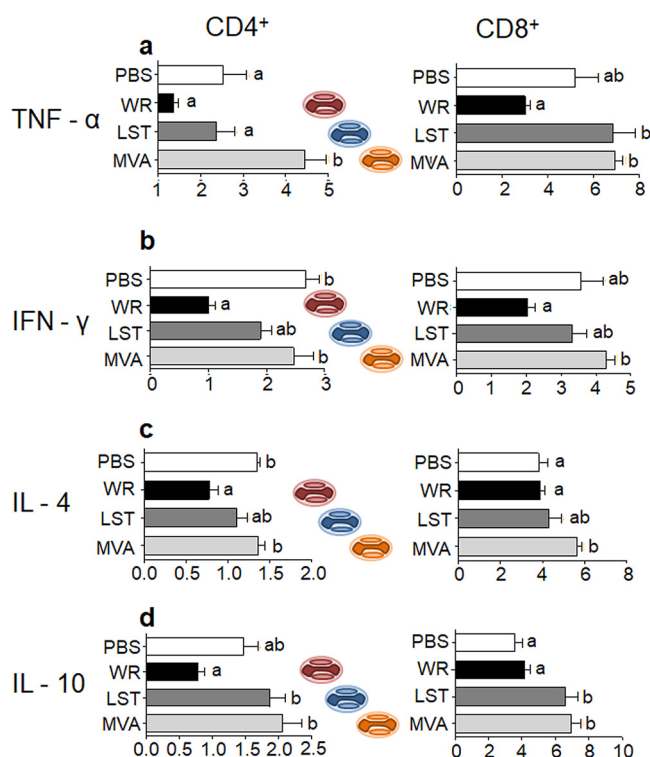 CD4+ CD8+
a
TNF - α
PBS a PBS ab
WR a WR a
LST a LST b
MVA b MVA b
1 2 3 4 5 0 2 4 6 8
b
IFN - γ
PBS b PBS ab
WR a WR a
LST ab LST ab
MVA b MVA b
0 1 2 3 0 1 2 3 4 5
c
IL - 4
PBS b PBS a
WR a WR a
LST ab LST a
MVA b MVA b
0.0 0.5 1.0 1.5 2.0 0 2 4 6 8
d
IL - 10
PBS ab PBS a
WR a WR a
LST b LST b
MVA b MVA b
0.0 0.5 1.0 1.5 2.0 2.5 0 2 4 6 8 10